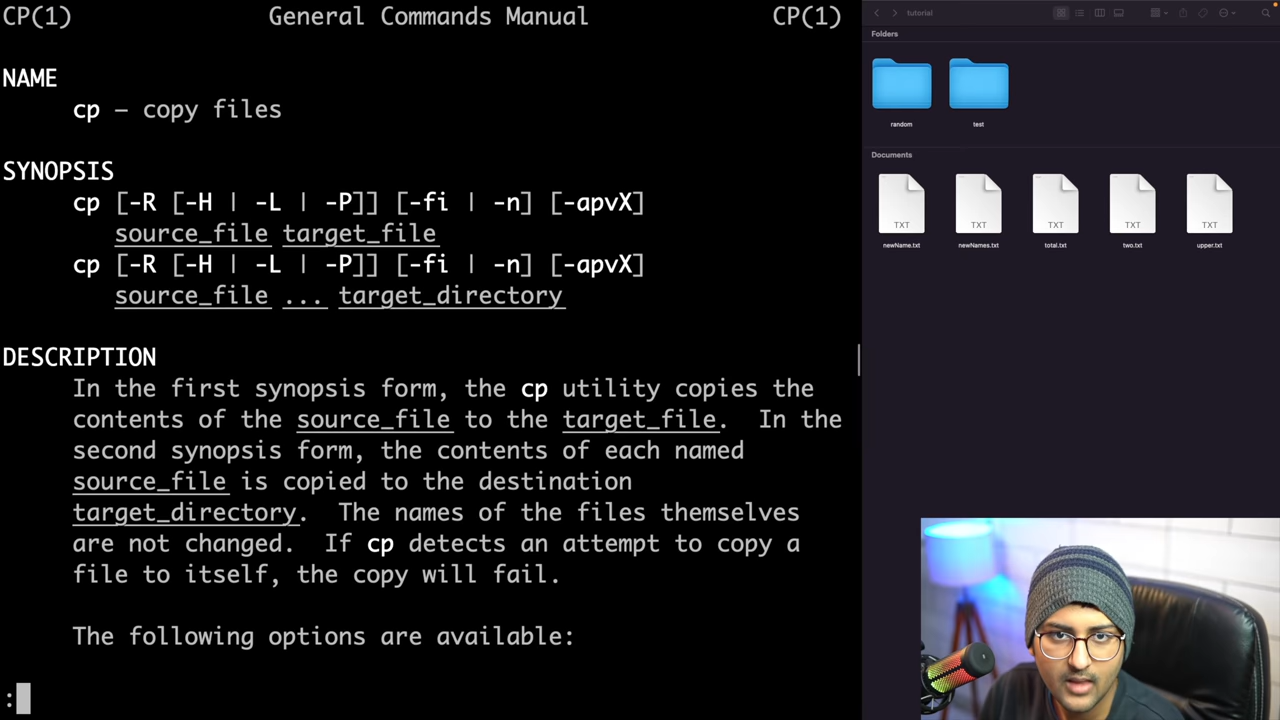 CP(1) General Commands Manual CP(1)
NAME
cp – copy files
SYNOPSIS
cp [-R [-H | -L | -P]] [-fi | -n] [-apvX]
source_file target_file
cp [-R [-H | -L | -P]] [-fi | -n] [-apvX]
source_file ... target_directory
DESCRIPTION
In the first synopsis form, the cp utility copies the
contents of the source_file to the target_file. In the
second synopsis form, the contents of each named
source_file is copied to the destination
target_directory. The names of the files themselves
are not changed. If cp detects an attempt to copy a
file to itself, the copy will fail.
The following options are available:
:
tutorial
Folders
random test
Documents
TXT TXT TXT TXT TXT
newName.txt newNames.txt total.txt two.txt upper.txt